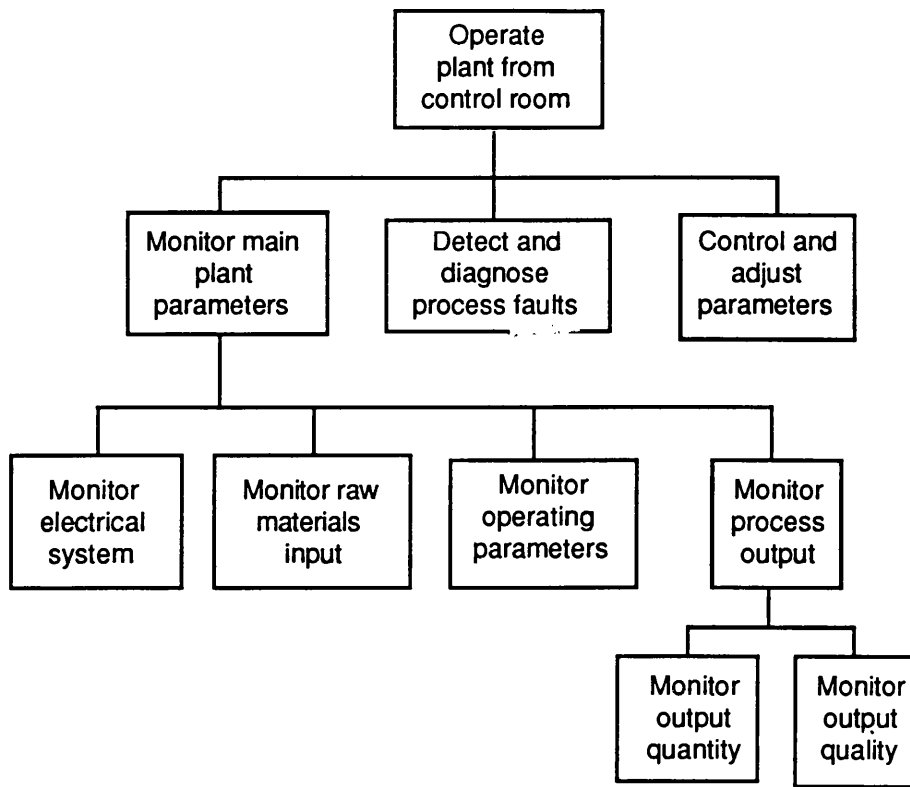 Operate
plant from
control room
Monitor main
plant
parameters
Detect and
diagnose
process faults
Control and
adjust
parameters
Monitor
electrical
system
Monitor raw
materials
input
Monitor
operating
parameters
Monitor
process
output
Monitor
output
quantity
Monitor
output
quality